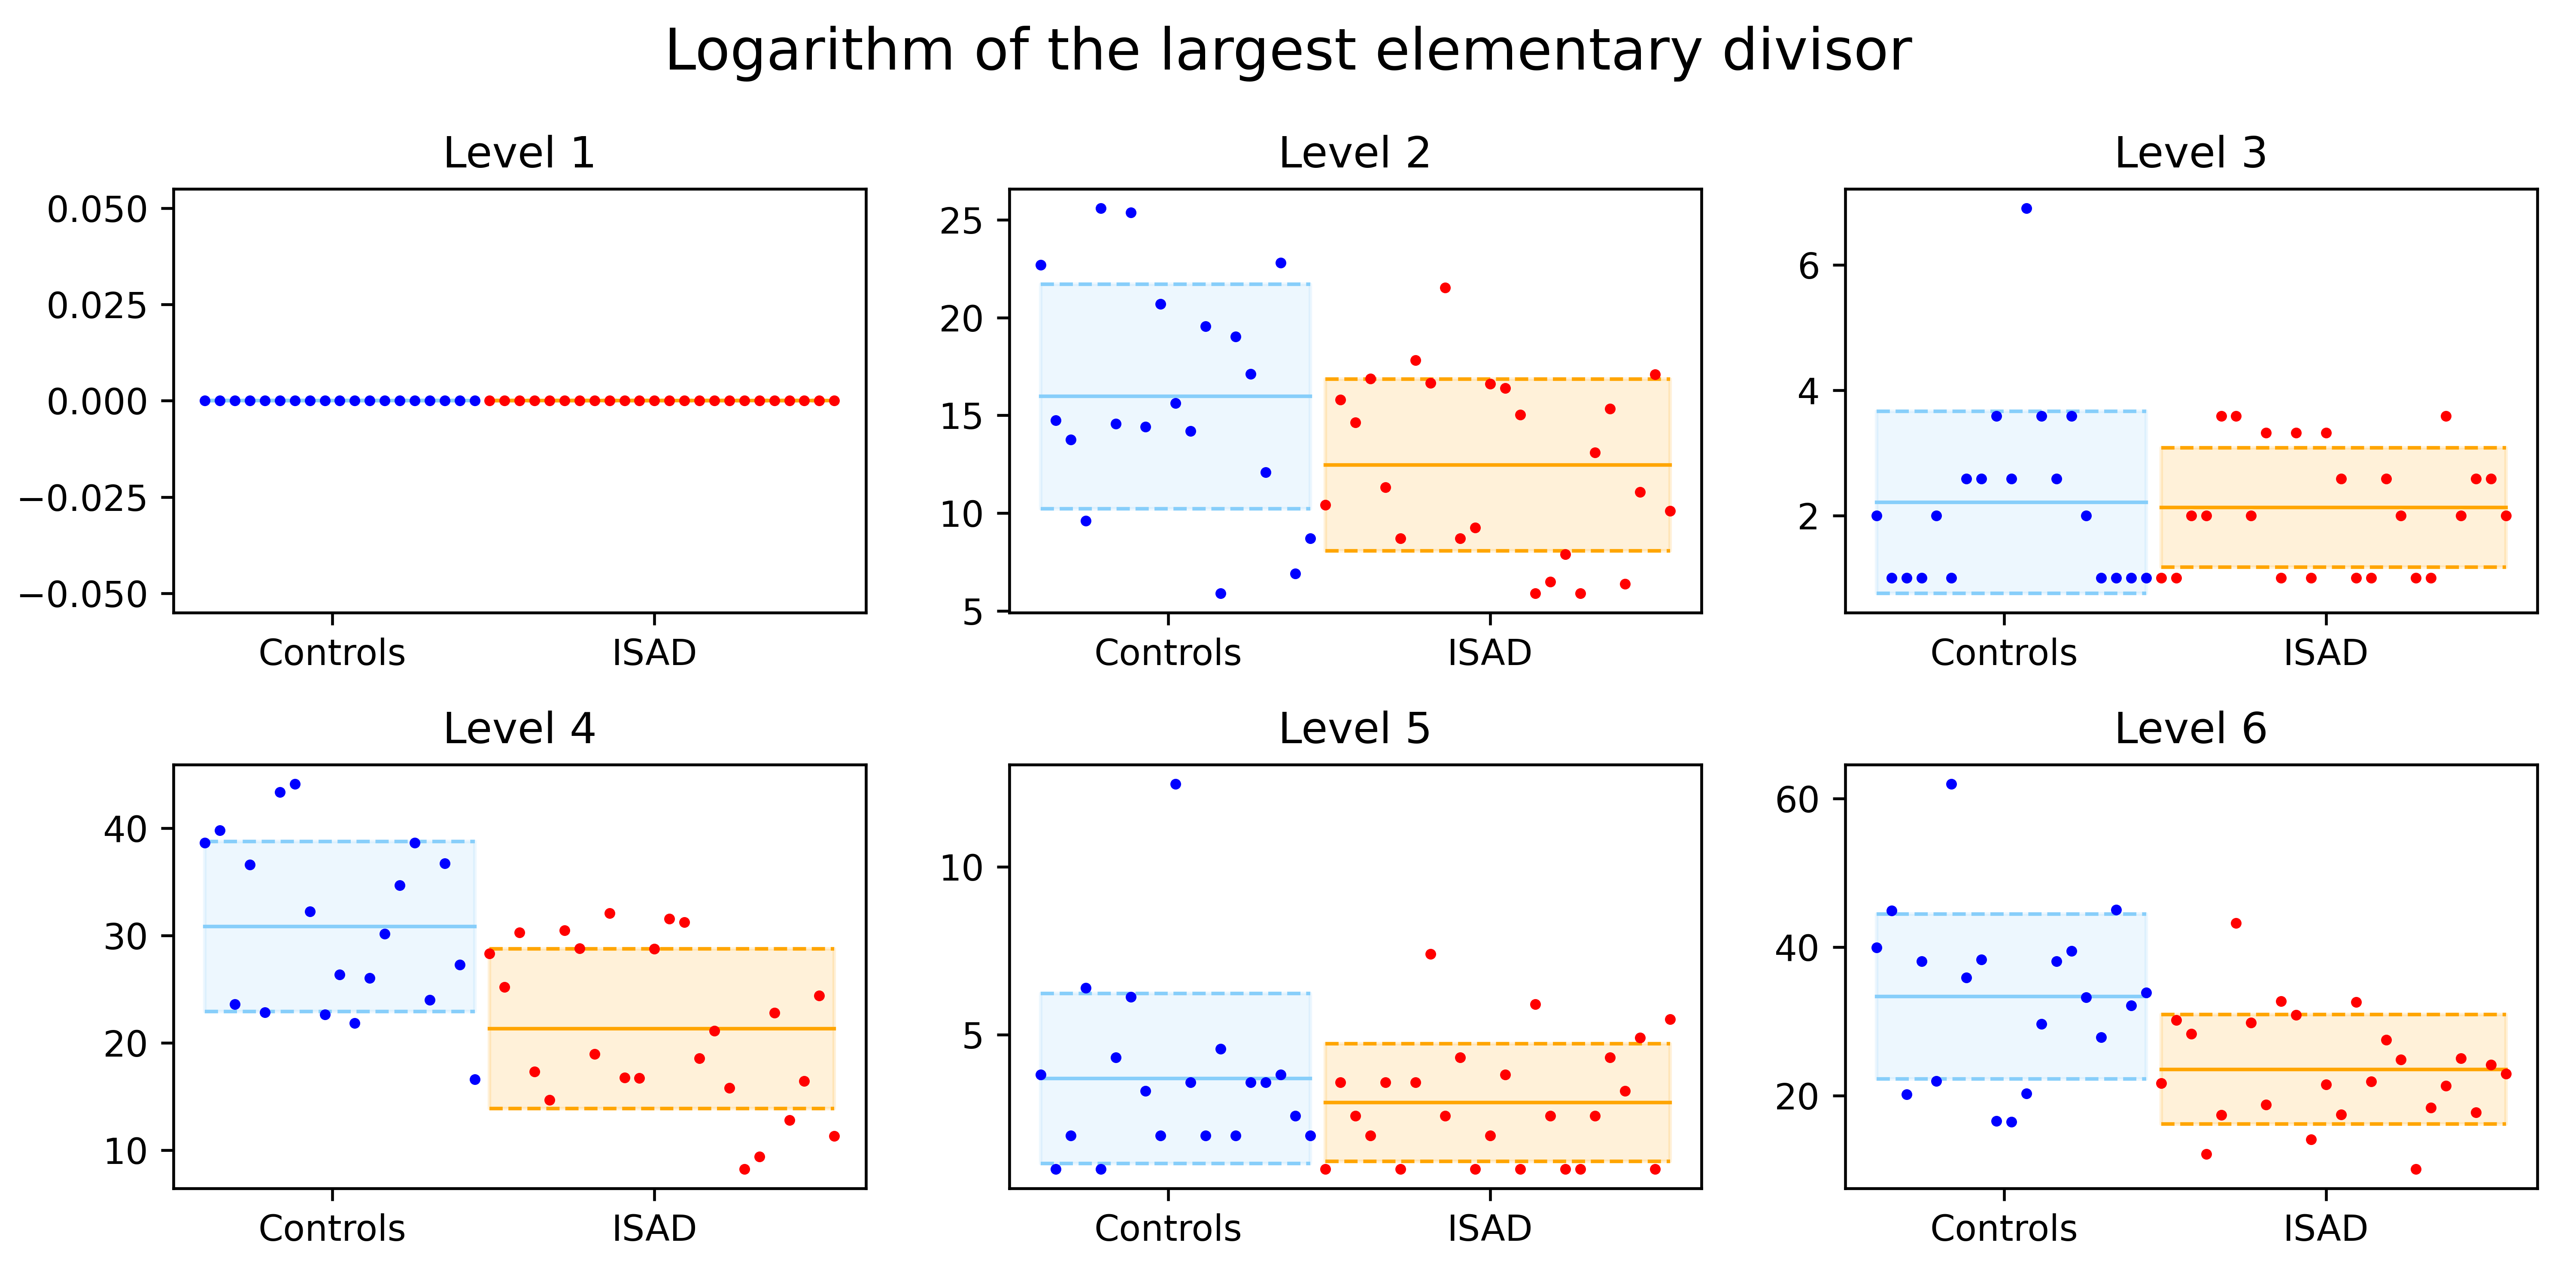 Logarithm of the largest elementary divisor
Level 1
0.050
0.025
0.000
−0.025
−0.050
Controls ISAD
Level 2
25
20
15
10
5
Controls ISAD
Level 3
6
4
2
Controls ISAD
Level 4
40
30
20
10
Controls ISAD
Level 5
10
5
Controls ISAD
Level 6
60
40
20
Controls ISAD